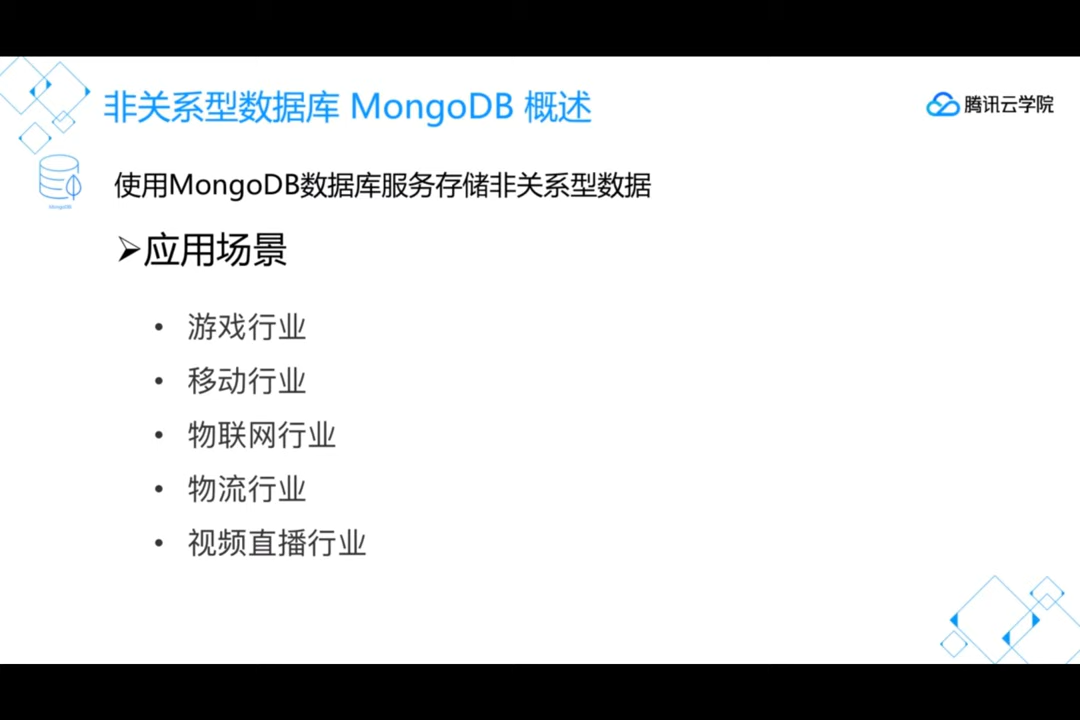 非关系型数据库 MongoDB 概述
腾讯云学院
MongoDB
使用MongoDB数据库服务存储非关系型数据
➢应用场景
• 游戏行业
• 移动行业
• 物联网行业
• 物流行业
• 视频直播行业